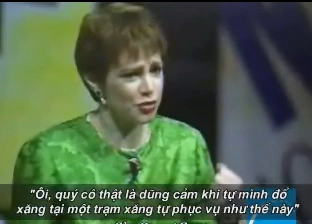 "Ôi, quý cô thật là dũng cảm khi tự mình đổ
xăng tại một trạm xăng tự phục vụ như thế này"